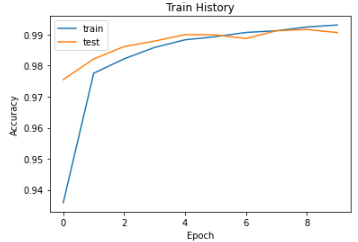 Train History
train
test
Accuracy
0.99
0.98
0.97
0.96
0.95
0.94
0 2 4 6 8
Epoch